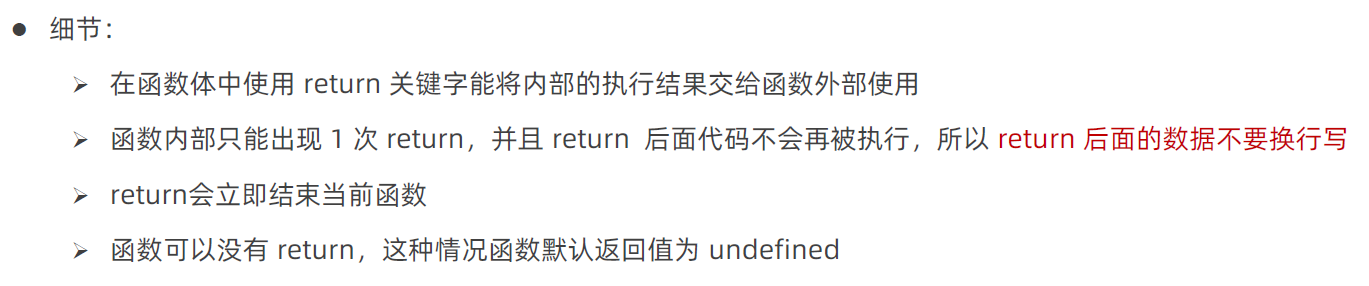 ● 细节：
➢ 在函数体中使用 return 关键字能将内部的执行结果交给函数外部使用
➢ 函数内部只能出现 1 次 return，并且 return 后面代码不会再被执行，所以 return 后面的数据不要换行写
➢ return会立即结束当前函数
➢ 函数可以没有 return，这种情况函数默认返回值为 undefined